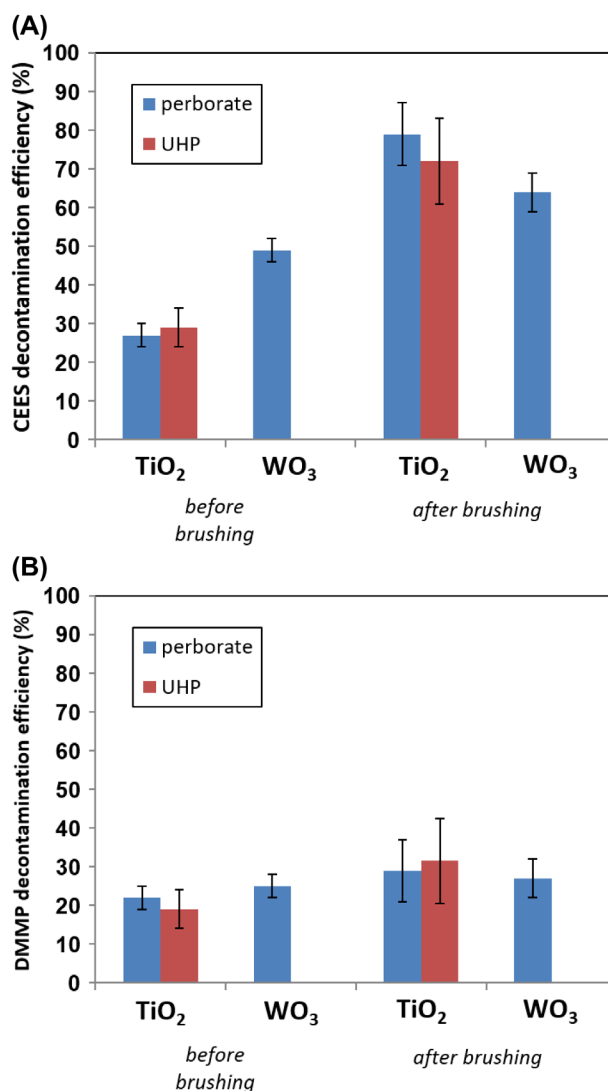 (A)
CEES decontamination efficiency (%)
100
90
80
70
60
50
40
30
20
10
0
perborate
UHP
TiO₂ WO₃ TiO₂ WO₃
before
brushing
after brushing
(B)
DMMP decontamination efficiency (%)
100
90
80
70
60
50
40
30
20
10
0
perborate
UHP
TiO₂ WO₃ TiO₂ WO₃
before
brushing
after brushing